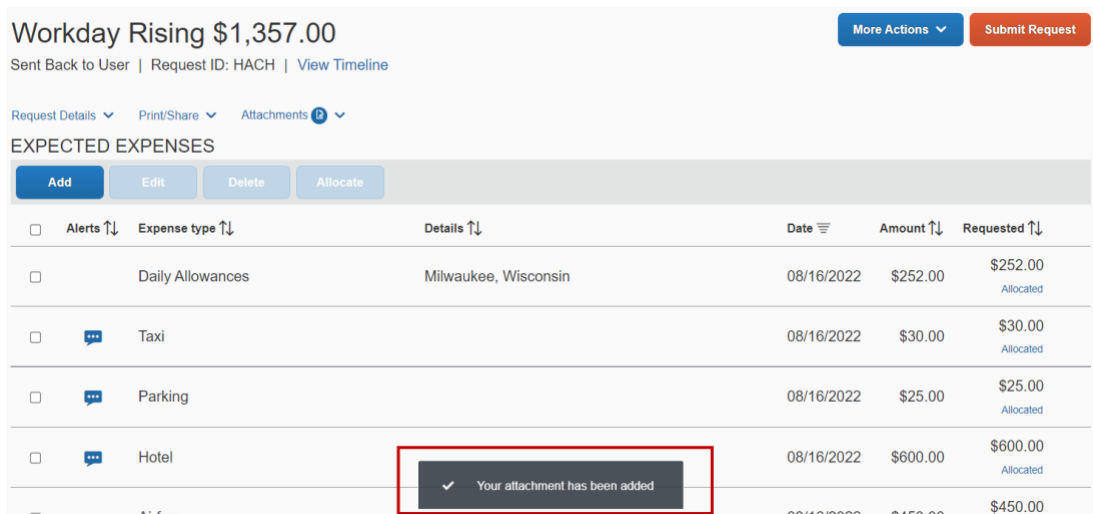 Workday Rising $1,357.00
More Actions
Submit Request
Sent Back to User | Request ID: HACH | View Timeline
Request Details Print/Share Attachments
EXPECTED EXPENSES
Add Edit Delete Allocate
Alerts Expense type Details Date Amount Requested
Daily Allowances Milwaukee, Wisconsin 08/16/2022 $252.00 $252.00
Allocated
Taxi 08/16/2022 $30.00 $30.00
Allocated
Parking 08/16/2022 $25.00 $25.00
Allocated
Hotel 08/16/2022 $600.00 $600.00
Allocated
Your attachment has been added
$450.00